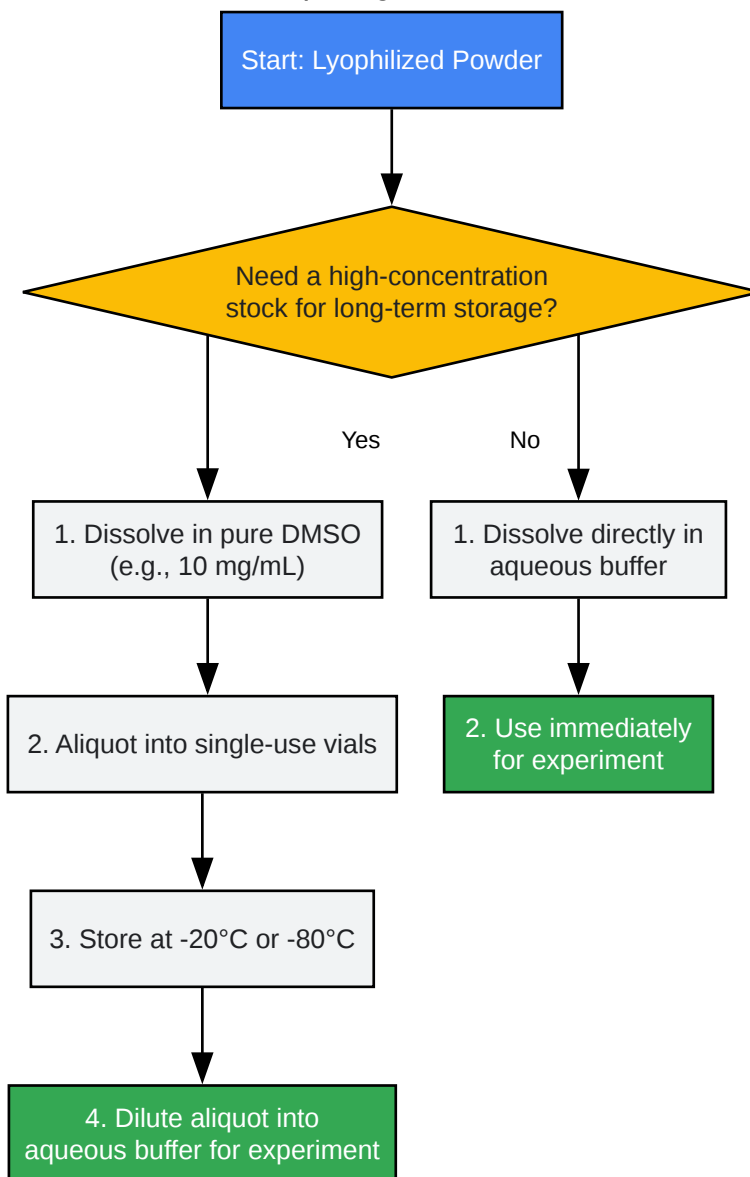 Start: Lyophilized Powder
Need a high-concentration
stock for long-term storage?
Yes
No
1. Dissolve in pure DMSO
(e.g., 10 mg/mL)
1. Dissolve directly in
aqueous buffer
2. Aliquot into single-use vials
2. Use immediately
for experiment
3. Store at -20°C or -80°C
4. Dilute aliquot into
aqueous buffer for experiment